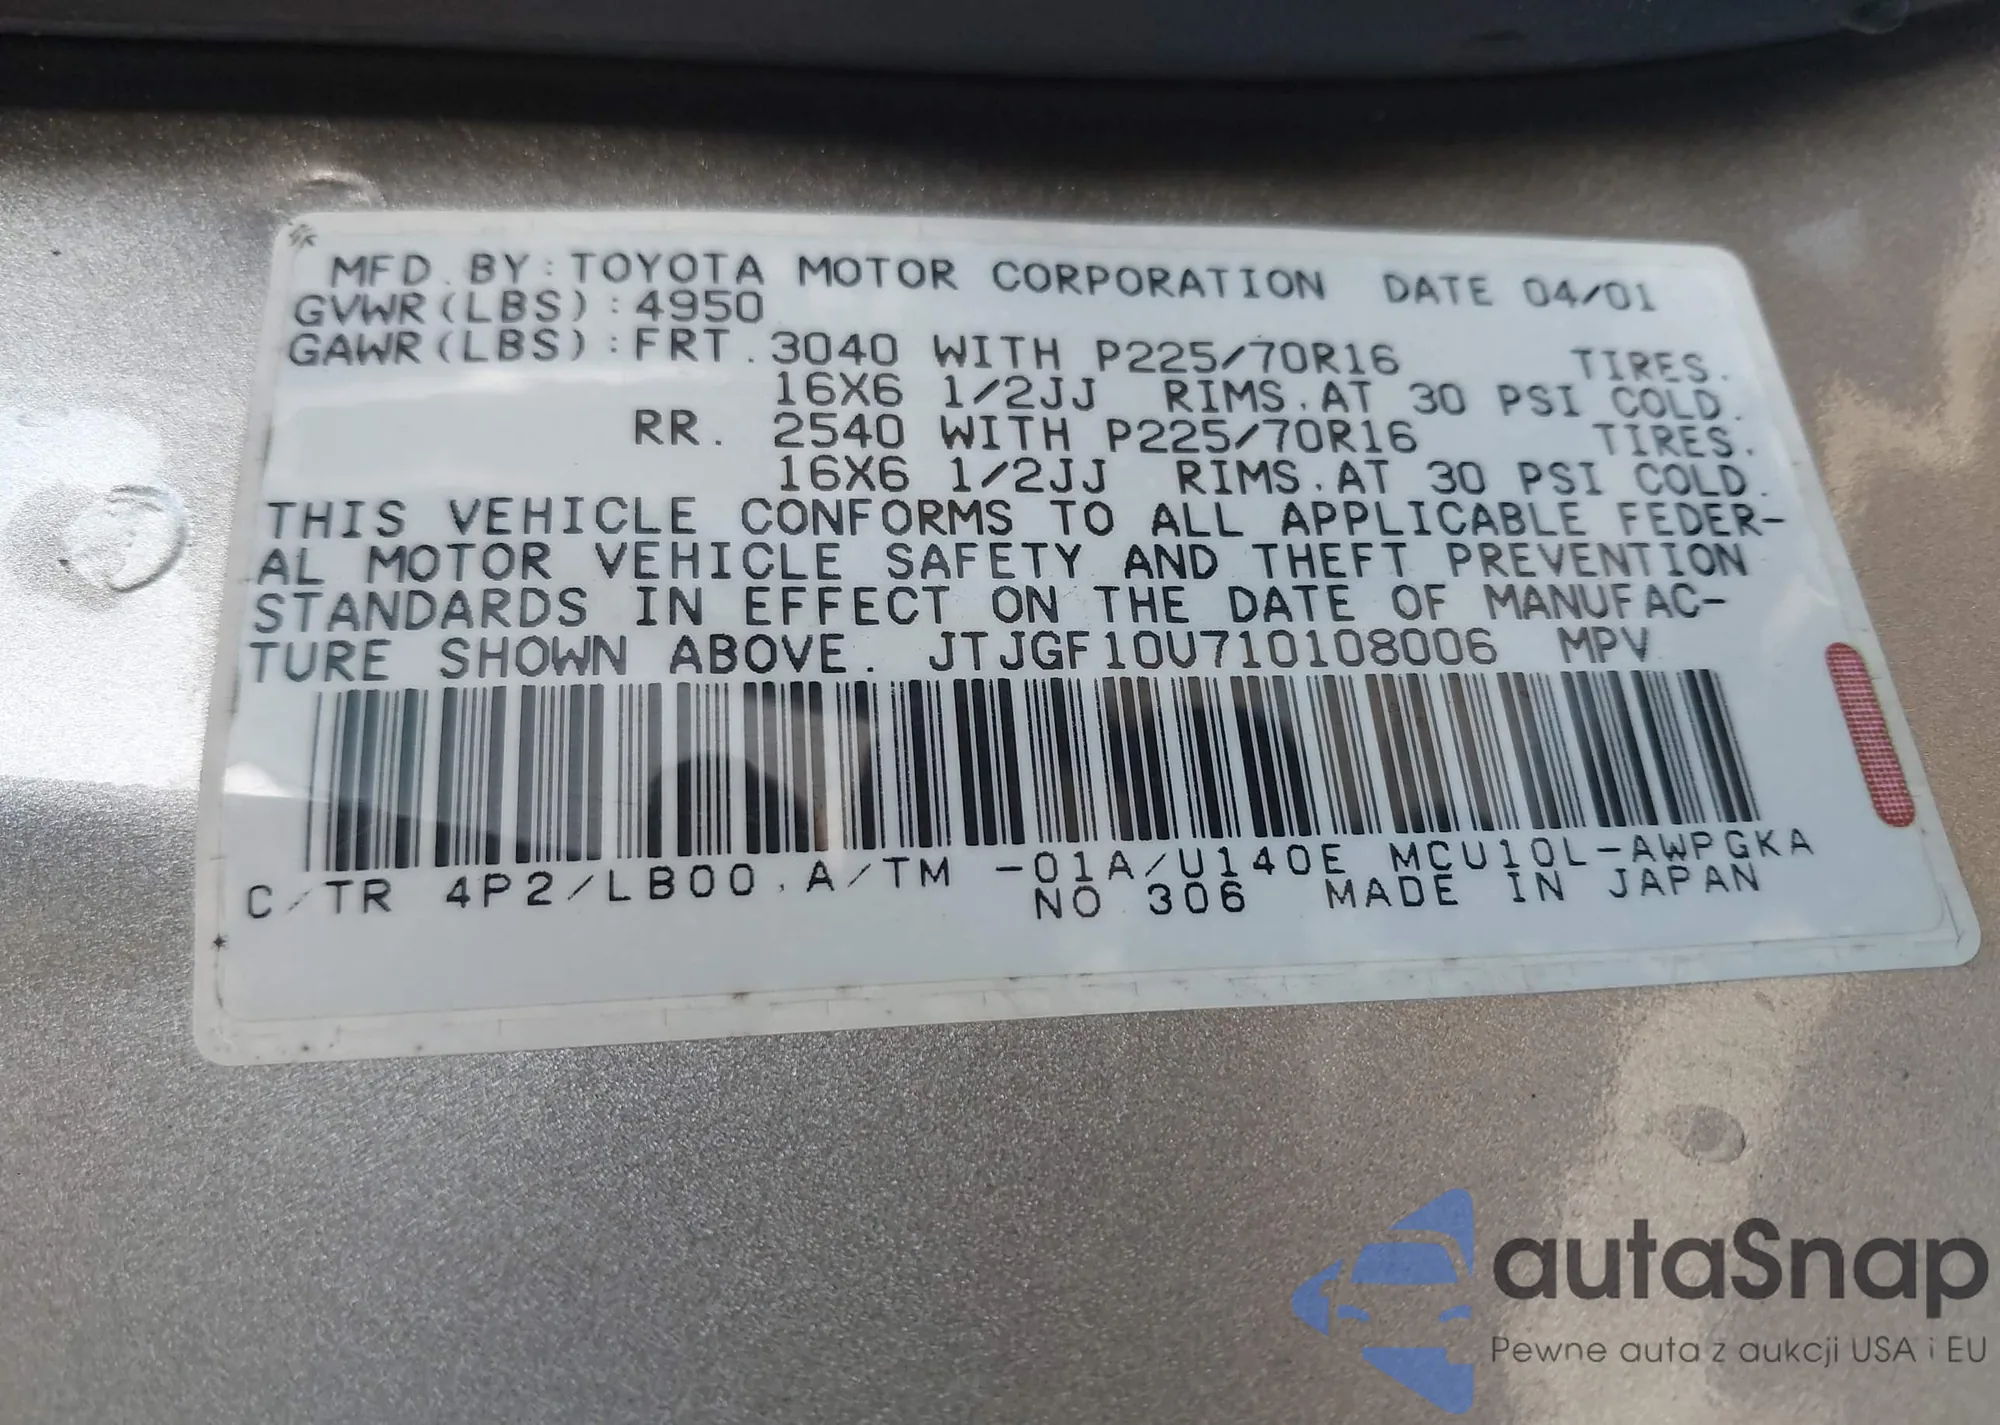 MFD.BY:TOYOTA MOTOR CORPORATION DATE 04/01
GVWR(LBS):4950
GAWR(LBS):FRT. 3040 WITH P225/70R16 TIRES.
16X6 1/2JJ RIMS.AT 30 PSI COLD.
RR. 2540 WITH P225/70R16 TIRES.
16X6 1/2JJ RIMS.AT 30 PSI COLD.
THIS VEHICLE CONFORMS TO ALL APPLICABLE FEDER-
AL MOTOR VEHICLE SAFETY AND THEFT PREVENTION
STANDARDS IN EFFECT ON THE DATE OF MANUFAC-
TURE SHOWN ABOVE. JTJGF10U710108006 MPV
C/TR 4P2/LB00.A/TM -01A/U140E MCU10L-AWPGKA
NO 306 MADE IN JAPAN
autaSnap
Pewne auta z aukcji USA i EU